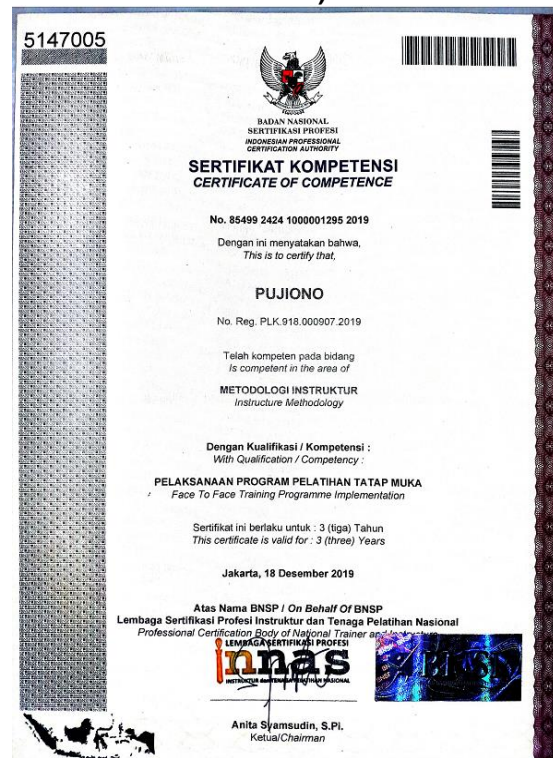 5147005
BADAN NASIONAL
SERTIFIKASI PROFESI
INDONESIAN PROFESSIONAL
CERTIFICATION AUTHORITY
SERTIFIKAT KOMPETENSI
CERTIFICATE OF COMPETENCE
No. 85499 2424 1000001295 2019
Dengan ini menyatakan bahwa,
This is to certify that,
PUJIONO
No. Reg. PLK.918.000907.2019
Telah kompeten pada bidang
Is competent in the area of
METODOLOGI INSTRUKTUR
Instructure Methodology
Dengan Kualifikasi / Kompetensi :
With Qualification / Competency :
PELAKSANAAN PROGRAM PELATIHAN TATAP MUKA
Face To Face Training Programme Implementation
Sertifikat ini berlaku untuk : 3 (tiga) Tahun
This certificate is valid for : 3 (three) Years
Jakarta, 18 Desember 2019
Atas Nama BNSP / On Behalf Of BNSP
Lembaga Sertifikasi Profesi Instruktur dan Tenaga Pelatihan Nasional
Professional Certification Body of National Trainer and
LEMBAGA SERTIFIKASI PROFESI
innas
INSTRUKTUR dan TENAGA PELATIHAN NASIONAL
BNSP
Anita Syamsudin, S.Pi.
Ketua/Chairman